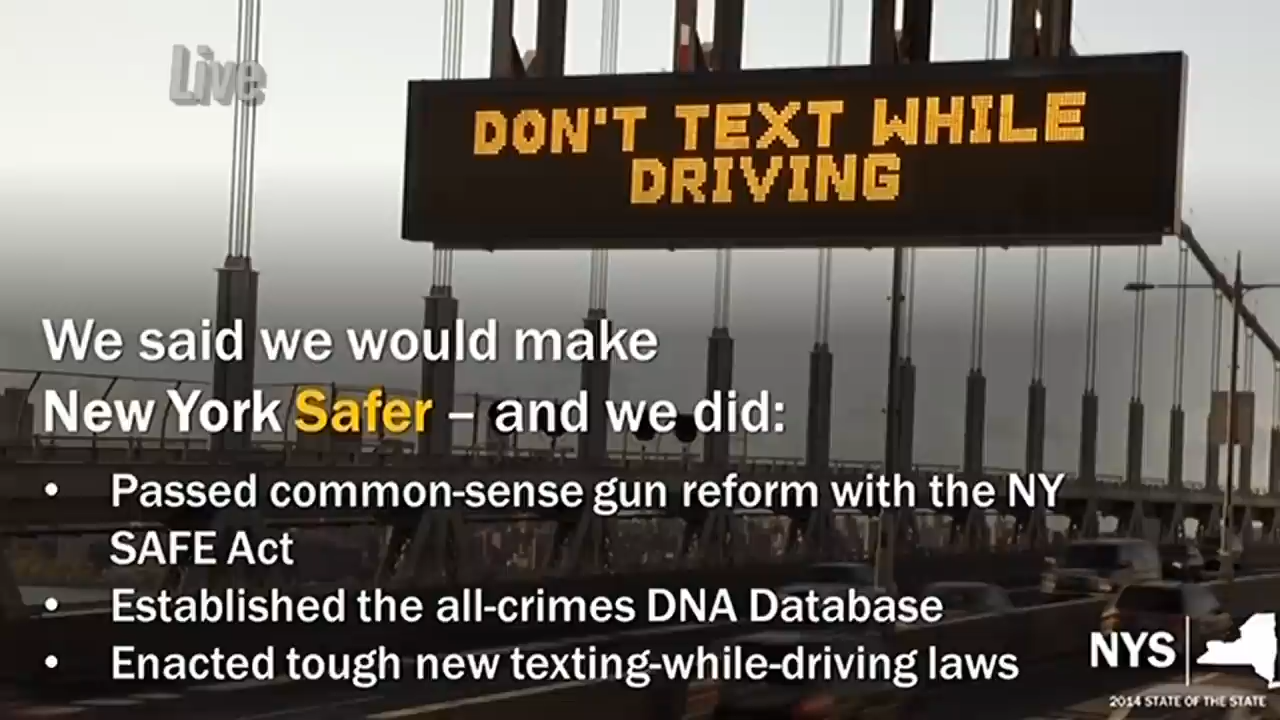 Live
DON'T TEXT WHILE
DRIVING
We said we would make
New York Safer – and we did:
• Passed common-sense gun reform with the NY
SAFE Act
• Established the all-crimes DNA Database
• Enacted tough new texting-while-driving laws
NYS
2014 STATE OF THE STATE